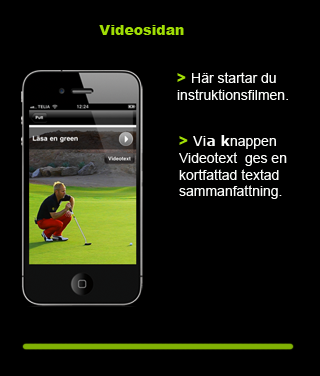 Videosidan
TELIA 12:24
Putt
Läsa en green
Videotext
> Här startar du
instruktionsfilmen.
> Via knappen
Videotext ges en
kortfattad textad
sammanfattning.